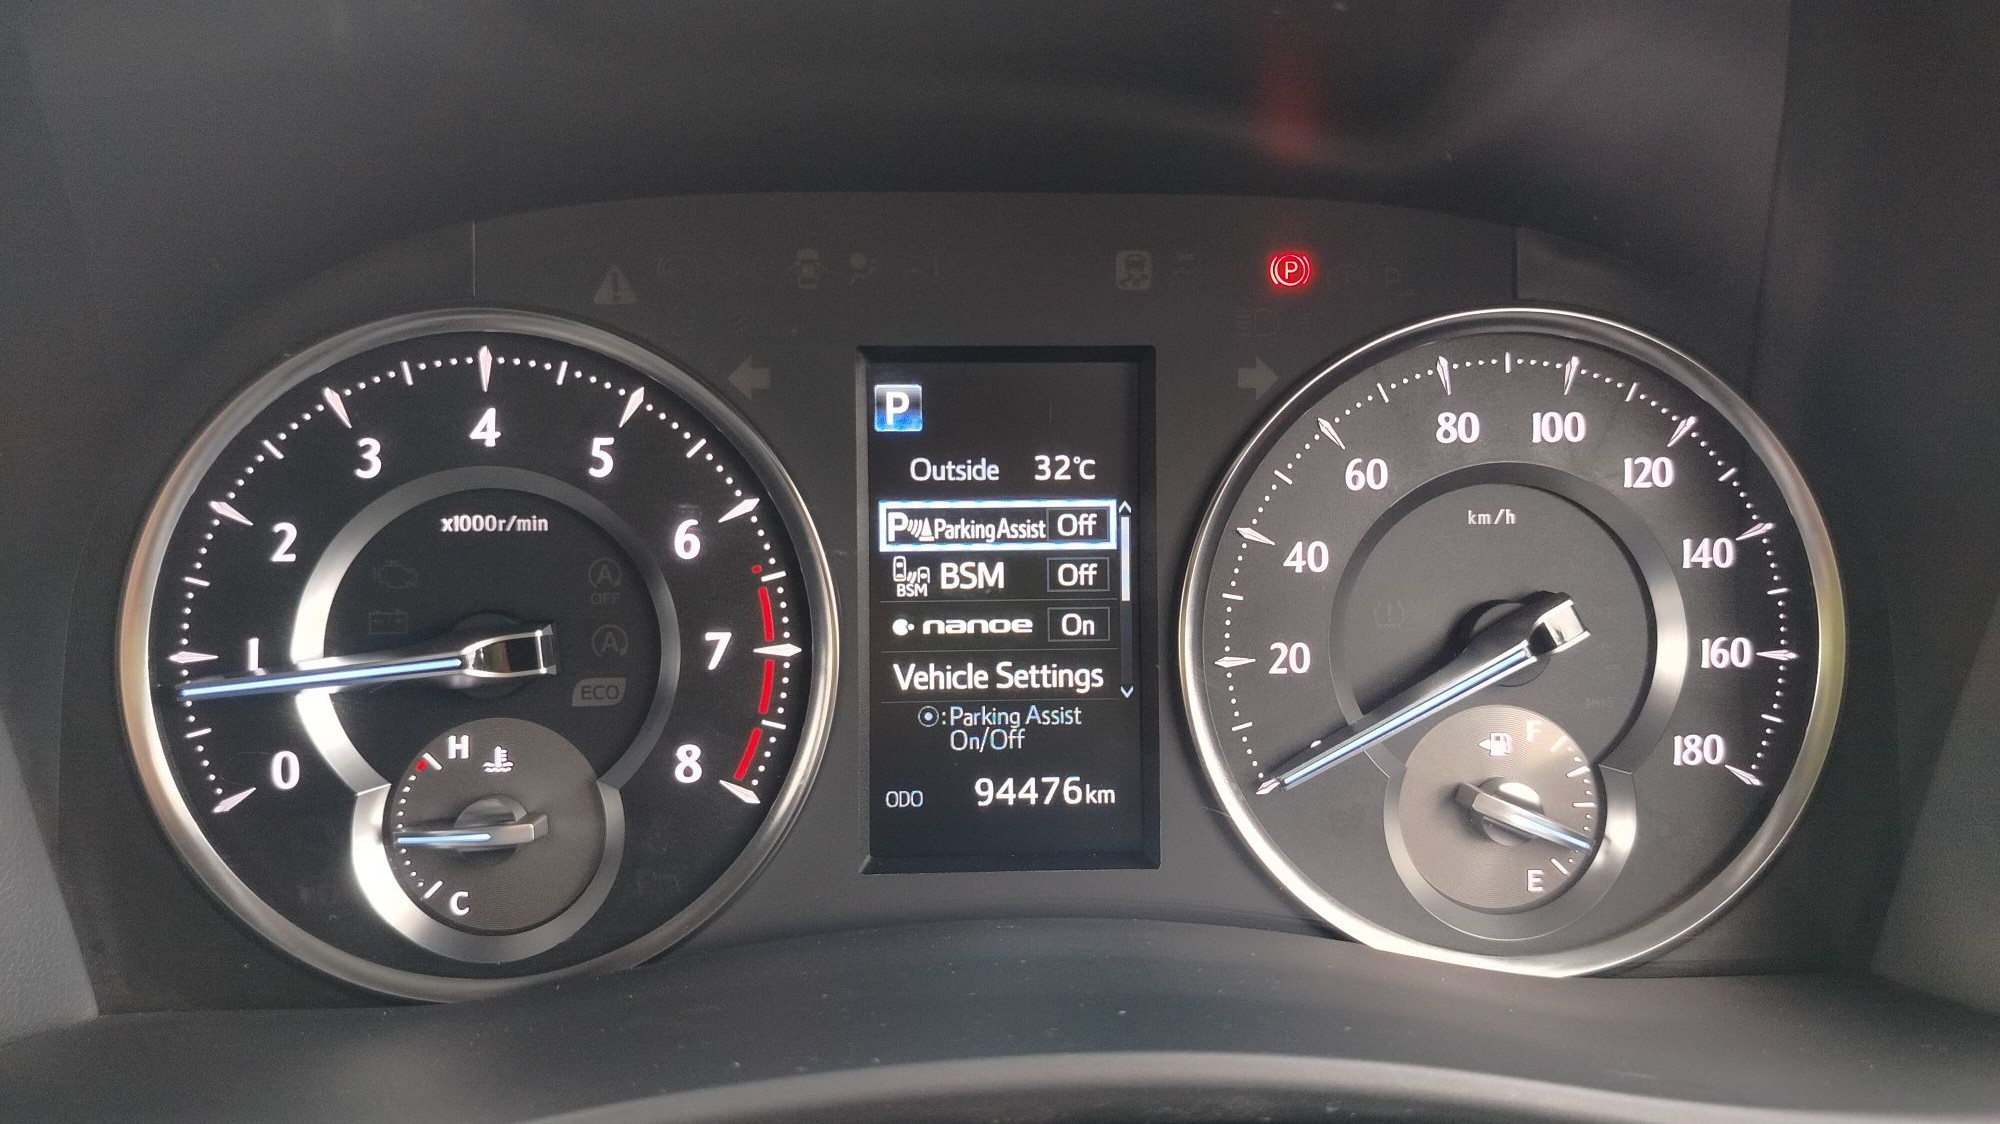 P
P
Outside 32°C
P Parking Assist Off
BSM BSM Off
nanoe On
Vehicle Settings
: Parking Assist
On/Off
ODO 94476 km
x1000r/min
0
1
2
3
4
5
6
7
8
A
OFF
A
ECO
H
C
km/h
20
40
60
80
100
120
140
160
180
F
E